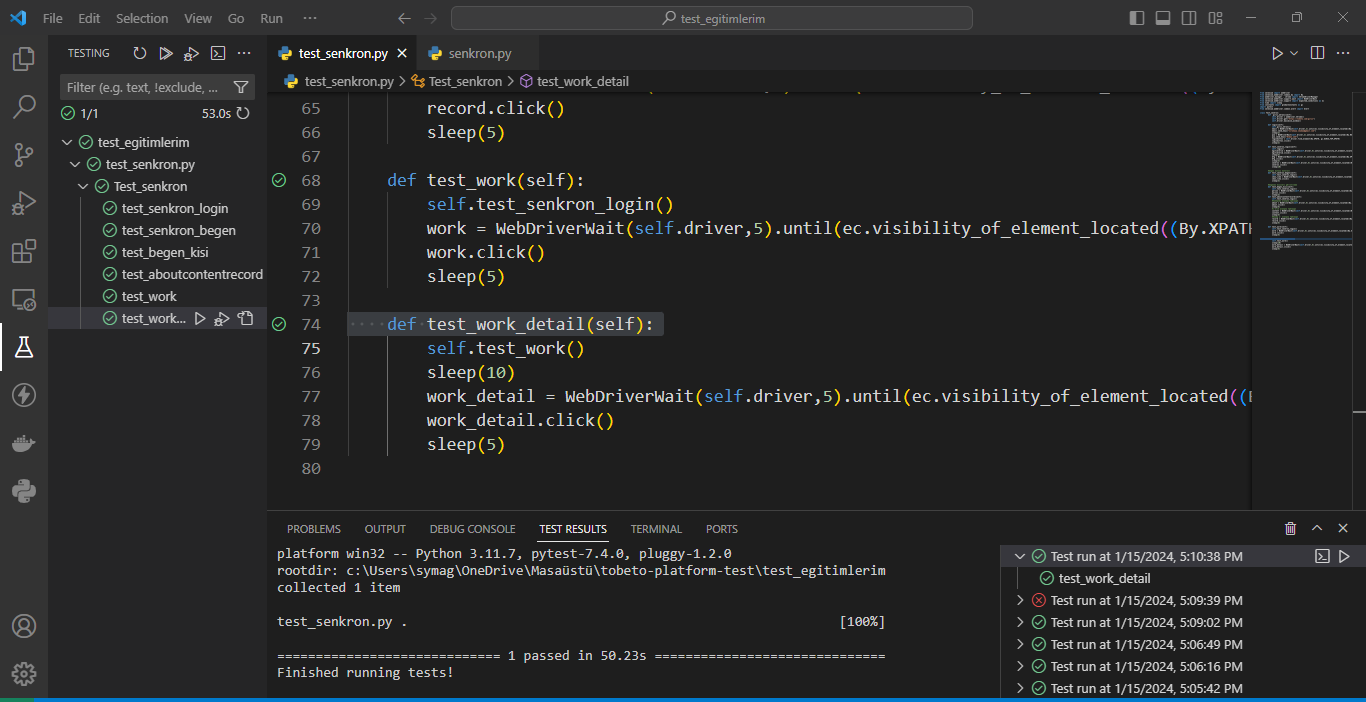 File Edit Selection View Go Run ··· test_egitimlerim
TESTING
Filter (e.g. text, !exclude, ...
1/1 53.0s
test_egitimlerim
test_senkron.py
Test_senkron
test_senkron_login
test_senkron_begen
test_begen_kisi
test_aboutcontentrecord
test_work
test_work...
test_senkron.py senkron.py
test_senkron.py > Test_senkron > test_work_detail
65 record.click()
66 sleep(5)
67
68 def test_work(self):
69 self.test_senkron_login()
70 work = WebDriverWait(self.driver,5).until(ec.visibility_of_element_located((By.XPATH
71 work.click()
72 sleep(5)
73
74 def test_work_detail(self):
75 self.test_work()
76 sleep(10)
77 work_detail = WebDriverWait(self.driver,5).until(ec.visibility_of_element_located((
78 work_detail.click()
79 sleep(5)
80
PROBLEMS OUTPUT DEBUG CONSOLE TEST RESULTS TERMINAL PORTS
platform win32 -- Python 3.11.7, pytest-7.4.0, pluggy-1.2.0
rootdir: c:\Users\symag\OneDrive\Masaüstü\tobeto-platform-test\test_egitimlerim
collected 1 item
test_senkron.py . [100%]
============================= 1 passed in 50.23s ==============================
Finished running tests!
Test run at 1/15/2024, 5:10:38 PM
test_work_detail
Test run at 1/15/2024, 5:09:39 PM
Test run at 1/15/2024, 5:09:02 PM
Test run at 1/15/2024, 5:06:49 PM
Test run at 1/15/2024, 5:06:16 PM
Test run at 1/15/2024, 5:05:42 PM